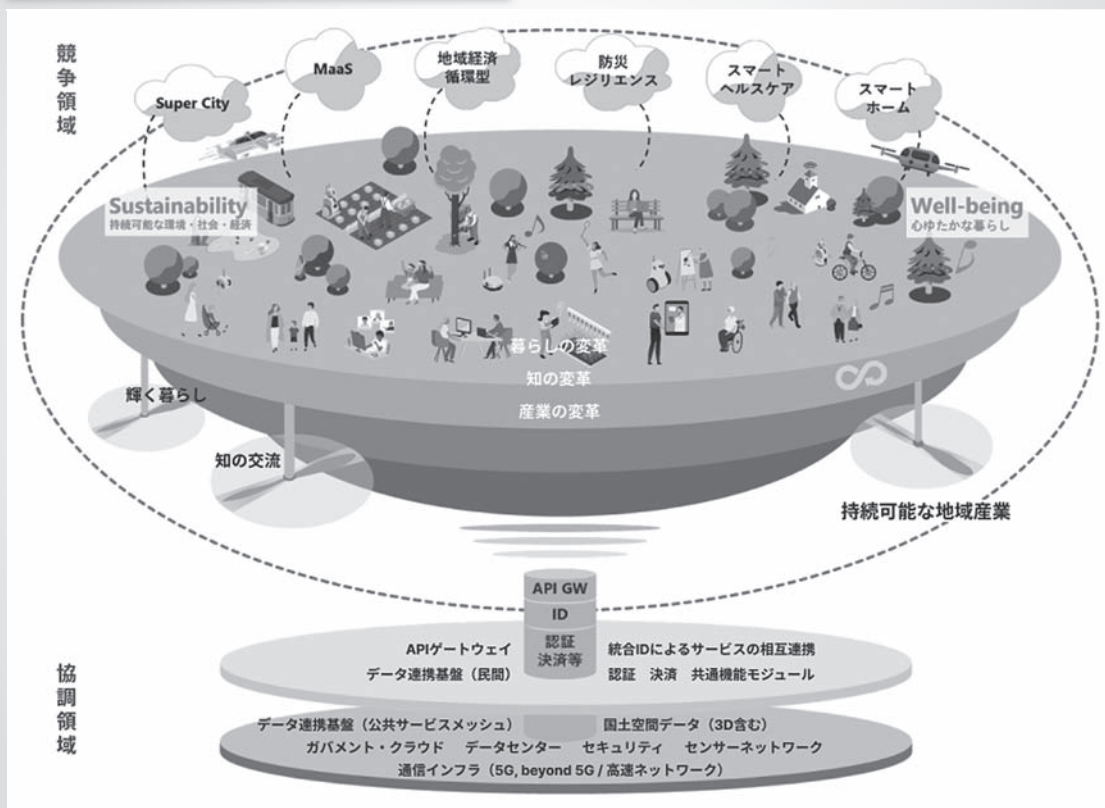 競争領域
Super City
MaaS
地域経済
循環型
防災
レジリエンス
スマート
ヘルスケア
スマート
ホーム
Sustainability
持続可能な環境・社会・経済
Well-being
心ゆたかな暮らし
暮らしの変革
知の変革
産業の変革
輝く暮らし
知の交流
持続可能な地域産業
API GW
ID
認証
決済等
協調領域
APIゲートウェイ
統合IDによるサービスの相互連携
データ連携基盤（民間）
認証　決済　共通機能モジュール
データ連携基盤（公共サービスメッシュ）
国土空間データ（3D含む）
ガバメント・クラウド　データセンター　セキュリティ　センサーネットワーク
通信インフラ（5G, beyond 5G / 高速ネットワーク）